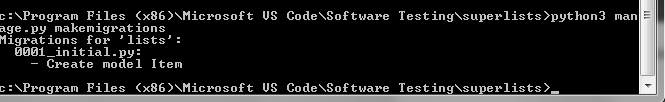 c:\Program Files (x86)\Microsoft VS Code\Software Testing\superlists>python3 man
age.py makemigrations
Migrations for 'lists':
  0001_initial.py:
    - Create model Item

c:\Program Files (x86)\Microsoft VS Code\Software Testing\superlists>_